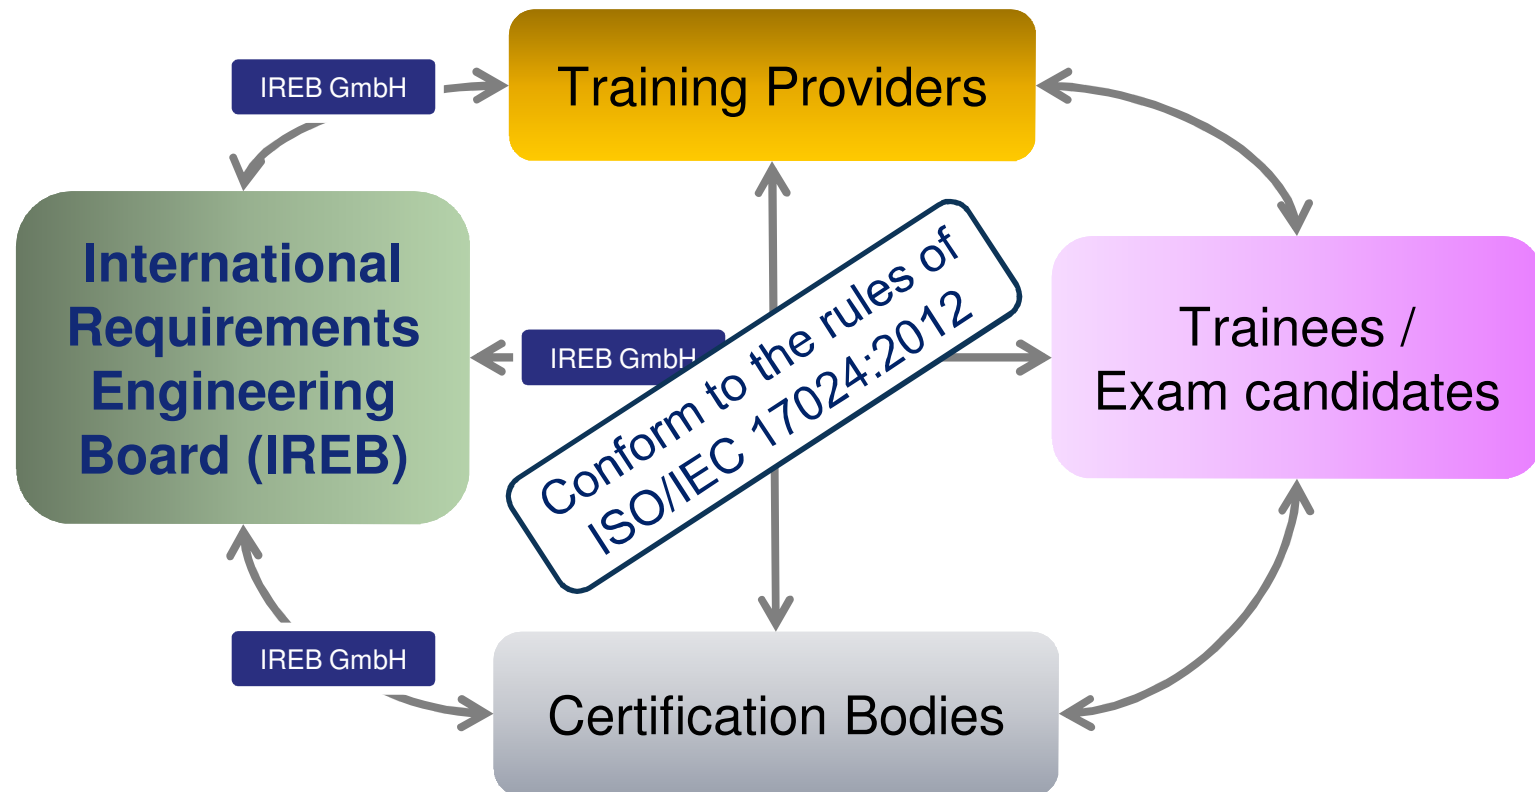 IREB GmbH
Training Providers
International
Requirements
Engineering
Board (IREB)
IREB GmbH
Conform to the rules of
ISO/IEC 17024:2012
Trainees /
Exam candidates
IREB GmbH
Certification Bodies